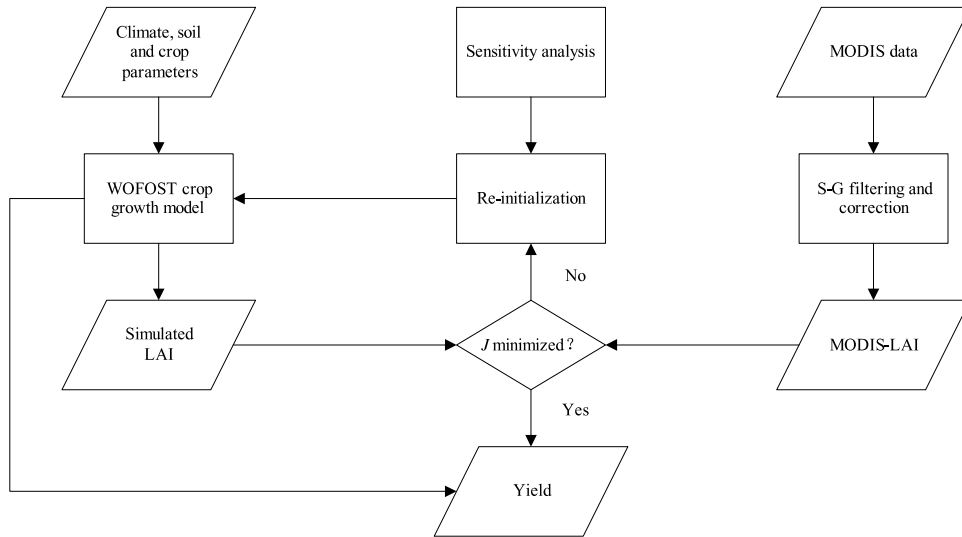 Climate, soil
and crop
parameters
Sensitivity analysis
MODIS data
WOFOST crop
growth model
Re-initialization
S-G filtering and
correction
No
Simulated
LAI
J minimized？
MODIS-LAI
Yes
Yield